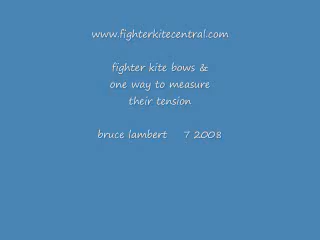 www.fighterkitecentral.com
fighter kite bows &
one way to measure
their tension
bruce lambert 7 2008